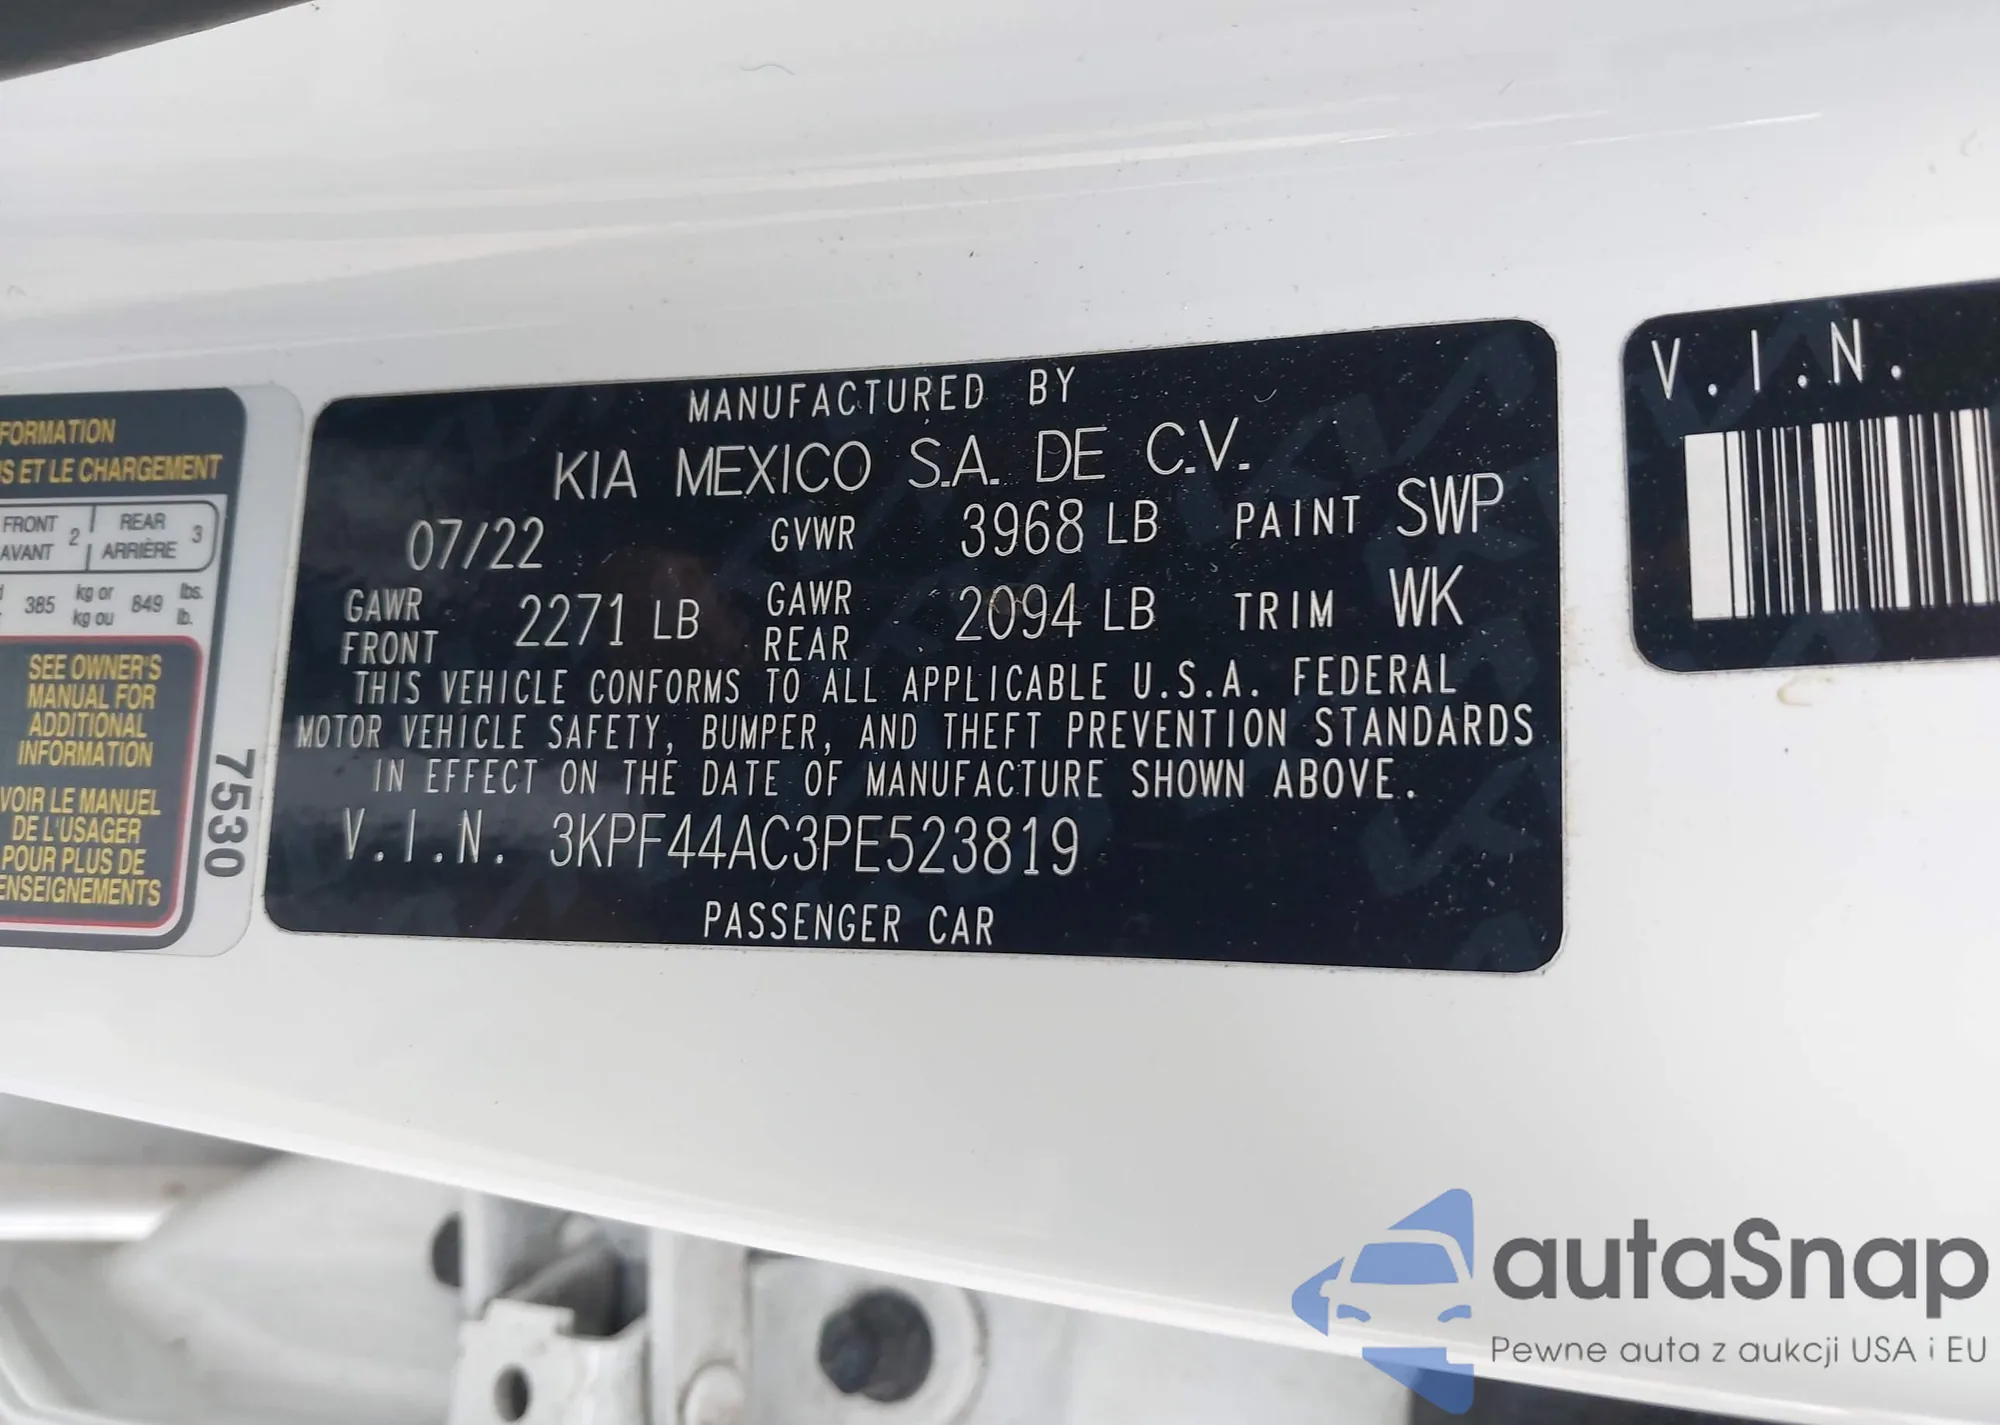 FORMATION
S ET LE CHARGEMENT
FRONT 2 REAR 3
AVANT ARRIÈRE
385 kg or 849 lbs.
kg ou lb.
SEE OWNER'S
MANUAL FOR
ADDITIONAL
INFORMATION
VOIR LE MANUEL
DE L'USAGER
POUR PLUS DE
ENSEIGNEMENTS
7530
MANUFACTURED BY
KIA MEXICO S.A. DE C.V.
07/22 GVWR 3968 LB PAINT SWP
GAWR FRONT 2271 LB GAWR REAR 2094 LB TRIM WK
THIS VEHICLE CONFORMS TO ALL APPLICABLE U.S.A. FEDERAL
MOTOR VEHICLE SAFETY, BUMPER, AND THEFT PREVENTION STANDARDS
IN EFFECT ON THE DATE OF MANUFACTURE SHOWN ABOVE.
V.I.N. 3KPF44AC3PE523819
PASSENGER CAR
V.I.N.
autaSnap
Pewne auta z aukcji USA i EU